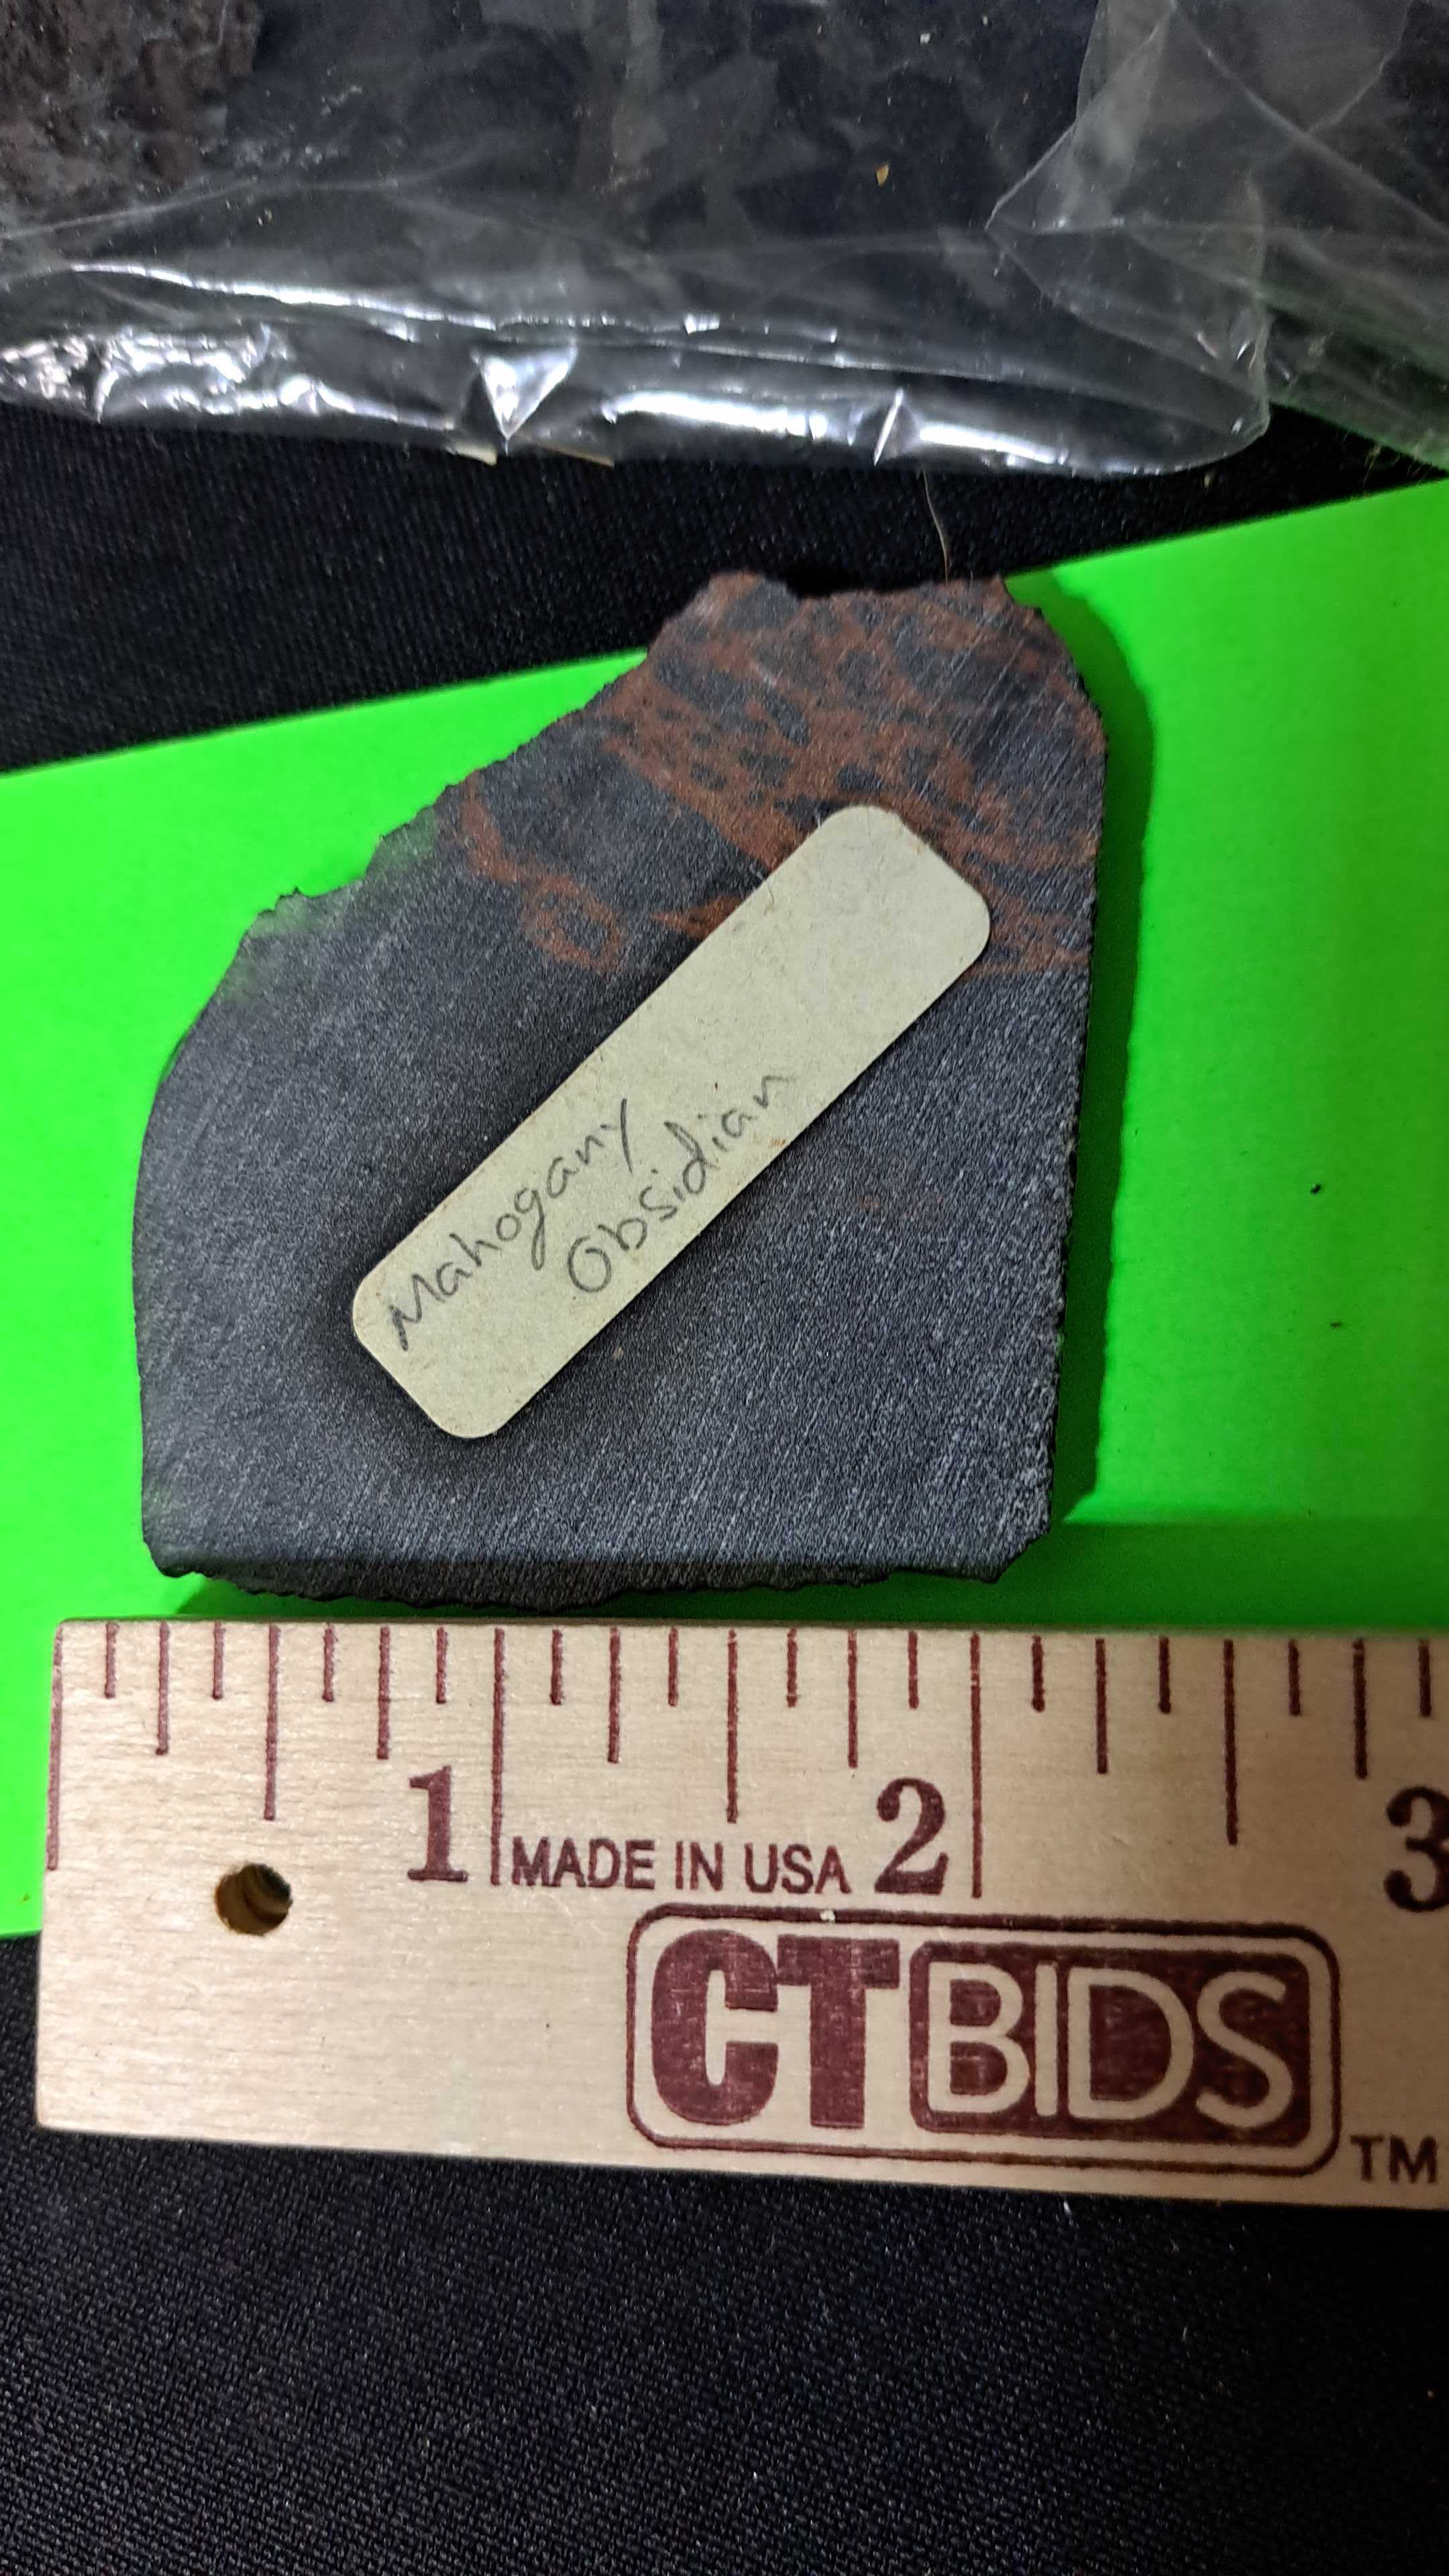 Mahogany
Obsidian
1 MADE IN USA 2 3
CTBIDS
TM